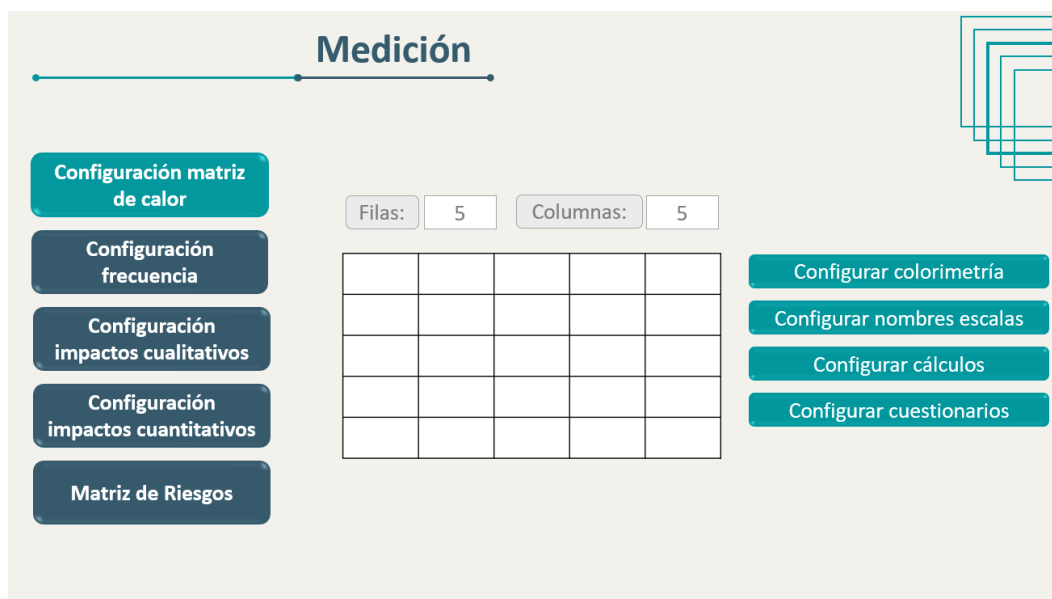 Medición
Configuración matriz
de calor
Configuración
frecuencia
Configuración
impactos cualitativos
Configuración
impactos cuantitativos
Matriz de Riesgos
Filas: 5 Columnas: 5
Configurar colorimetría
Configurar nombres escalas
Configurar cálculos
Configurar cuestionarios